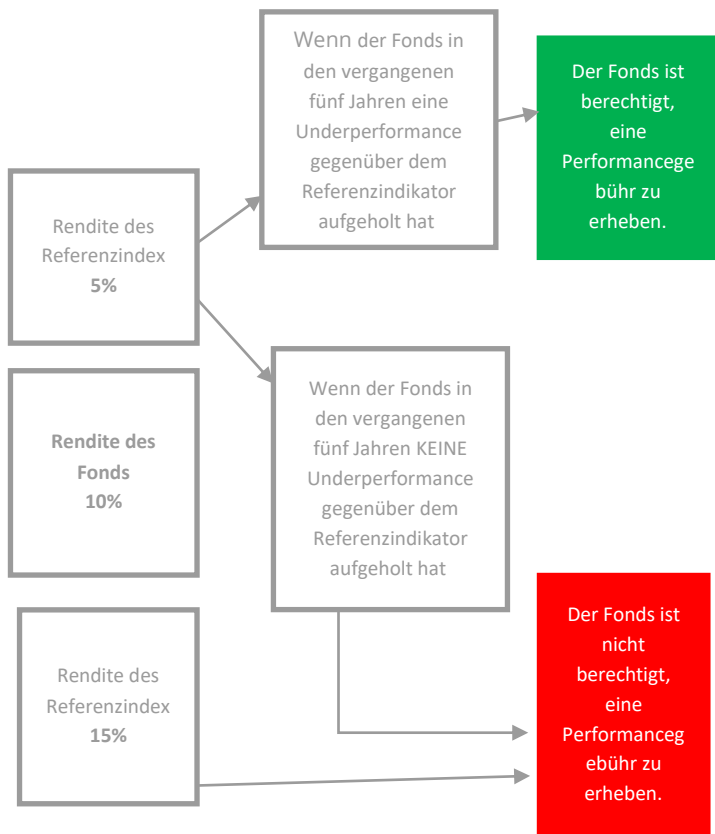 Wenn der Fonds in
den vergangenen
fünf Jahren eine
Underperformance
gegenüber dem
Referenzindikator
aufgeholt hat
Der Fonds ist
berechtigt,
eine
Performancege
bühr zu
erheben.
Rendite des
Referenzindex
5%
Rendite des
Fonds
10%
Wenn der Fonds in
den vergangenen
fünf Jahren KEINE
Underperformance
gegenüber dem
Referenzindikator
aufgeholt hat
Rendite des
Referenzindex
15%
Der Fonds ist
nicht
berechtigt,
eine
Performanceg
ebühr zu
erheben.